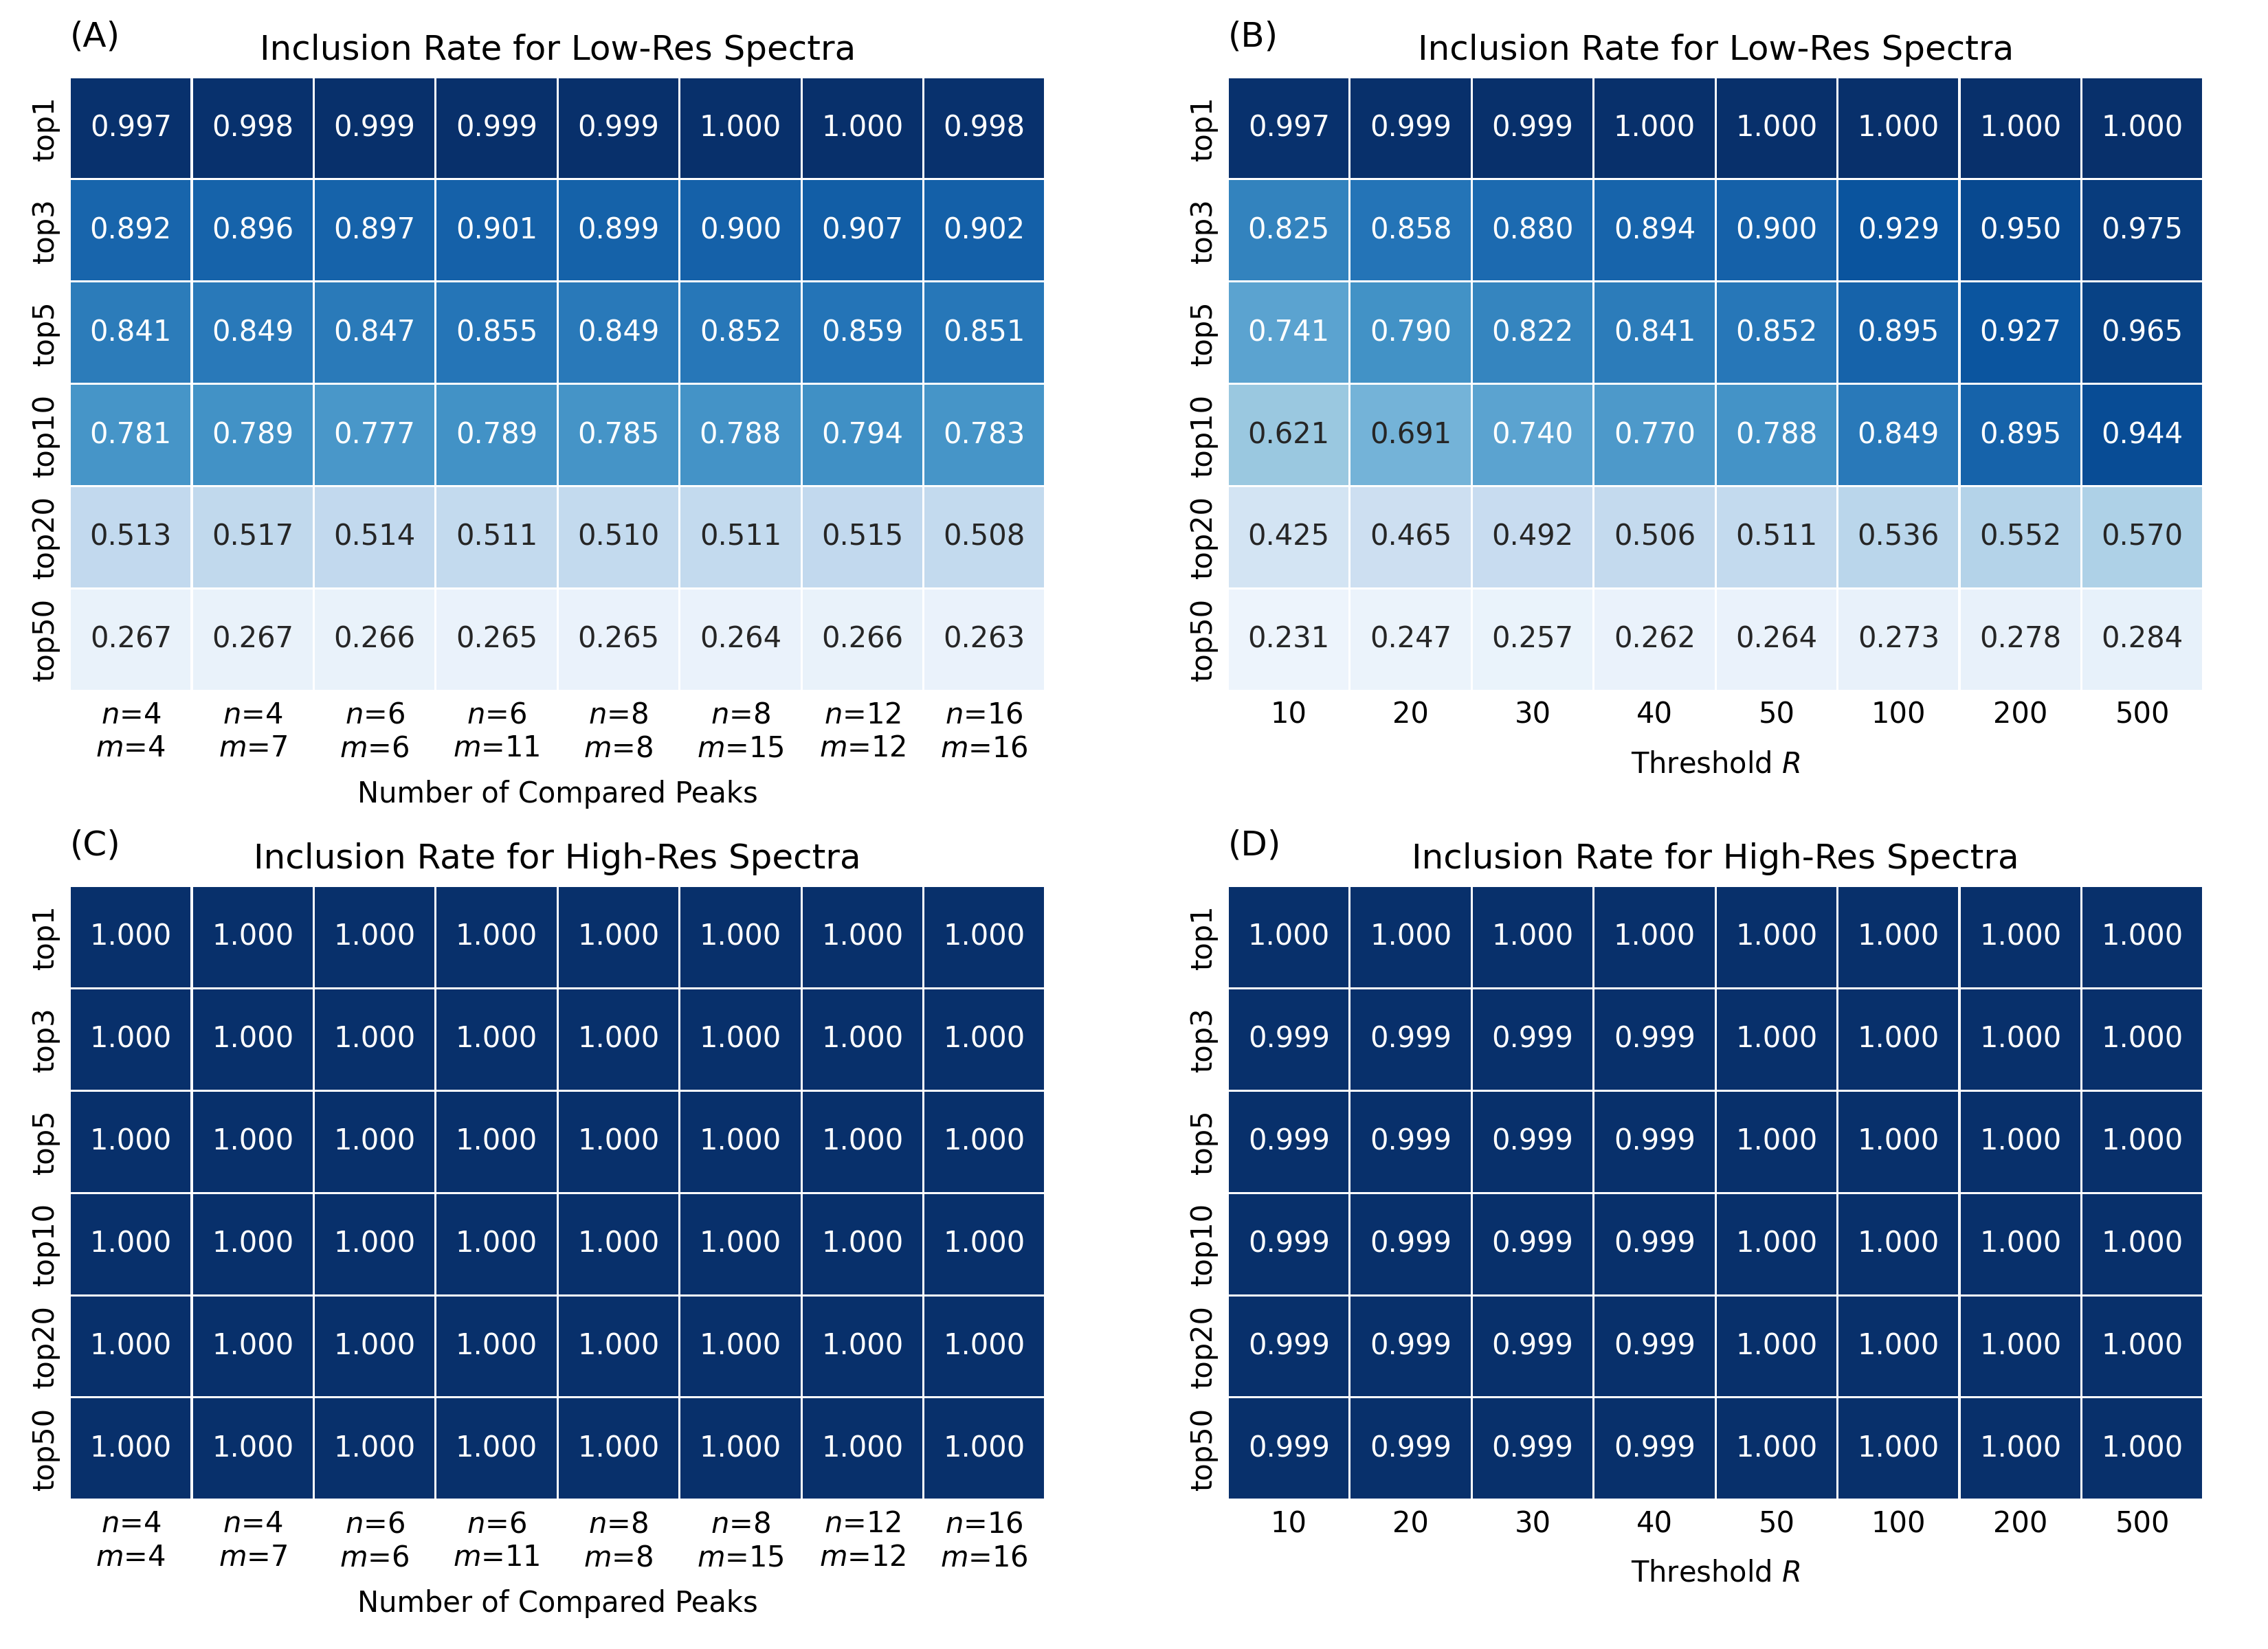 (A)
Inclusion Rate for Low-Res Spectra
top1 0.997 0.998 0.999 0.999 0.999 1.000 1.000 0.998
top3 0.892 0.896 0.897 0.901 0.899 0.900 0.907 0.902
top5 0.841 0.849 0.847 0.855 0.849 0.852 0.859 0.851
top10 0.781 0.789 0.777 0.789 0.785 0.788 0.794 0.783
top20 0.513 0.517 0.514 0.511 0.510 0.511 0.515 0.508
top50 0.267 0.267 0.266 0.265 0.265 0.264 0.266 0.263
n=4 n=4 n=6 n=6 n=8 n=8 n=12 n=16
m=4 m=7 m=6 m=11 m=8 m=15 m=12 m=16
Number of Compared Peaks
(B)
Inclusion Rate for Low-Res Spectra
top1 0.997 0.999 0.999 1.000 1.000 1.000 1.000 1.000
top3 0.825 0.858 0.880 0.894 0.900 0.929 0.950 0.975
top5 0.741 0.790 0.822 0.841 0.852 0.895 0.927 0.965
top10 0.621 0.691 0.740 0.770 0.788 0.849 0.895 0.944
top20 0.425 0.465 0.492 0.506 0.511 0.536 0.552 0.570
top50 0.231 0.247 0.257 0.262 0.264 0.273 0.278 0.284
10 20 30 40 50 100 200 500
Threshold R
(C)
Inclusion Rate for High-Res Spectra
top1 1.000 1.000 1.000 1.000 1.000 1.000 1.000 1.000
top3 1.000 1.000 1.000 1.000 1.000 1.000 1.000 1.000
top5 1.000 1.000 1.000 1.000 1.000 1.000 1.000 1.000
top10 1.000 1.000 1.000 1.000 1.000 1.000 1.000 1.000
top20 1.000 1.000 1.000 1.000 1.000 1.000 1.000 1.000
top50 1.000 1.000 1.000 1.000 1.000 1.000 1.000 1.000
n=4 n=4 n=6 n=6 n=8 n=8 n=12 n=16
m=4 m=7 m=6 m=11 m=8 m=15 m=12 m=16
Number of Compared Peaks
(D)
Inclusion Rate for High-Res Spectra
top1 1.000 1.000 1.000 1.000 1.000 1.000 1.000 1.000
top3 0.999 0.999 0.999 0.999 1.000 1.000 1.000 1.000
top5 0.999 0.999 0.999 0.999 1.000 1.000 1.000 1.000
top10 0.999 0.999 0.999 0.999 1.000 1.000 1.000 1.000
top20 0.999 0.999 0.999 0.999 1.000 1.000 1.000 1.000
top50 0.999 0.999 0.999 0.999 1.000 1.000 1.000 1.000
10 20 30 40 50 100 200 500
Threshold R